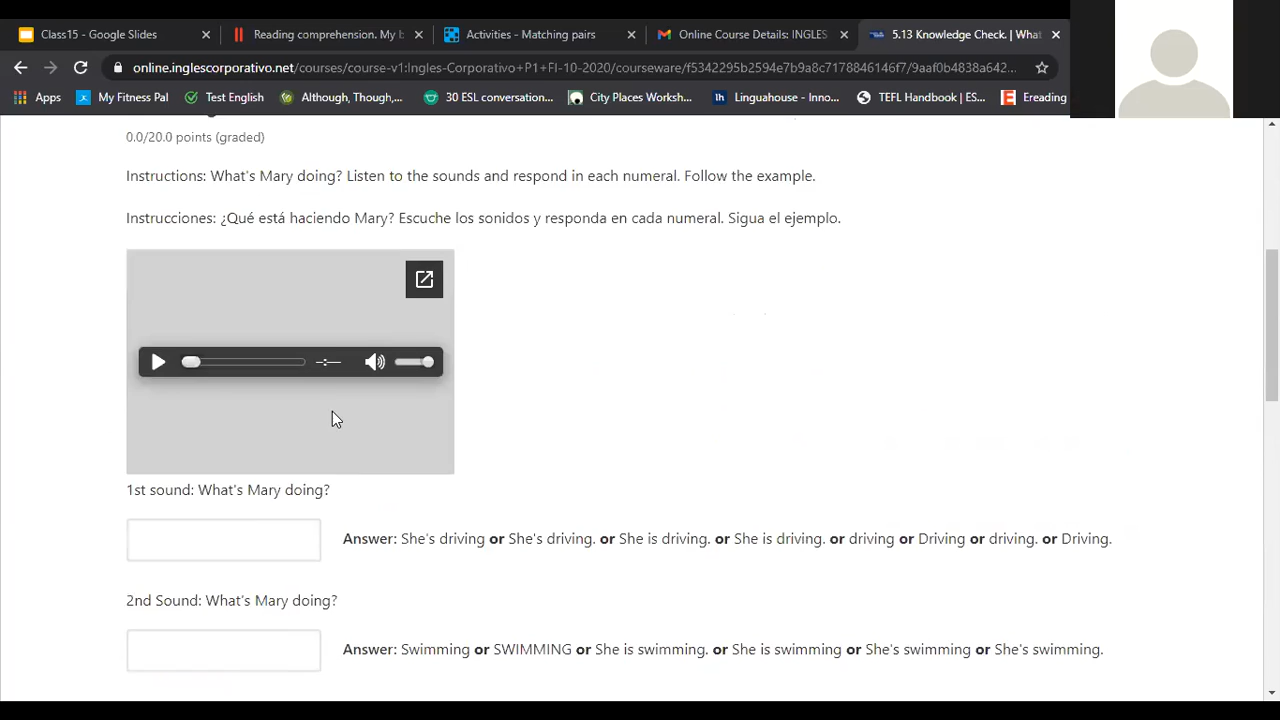 Class15 - Google Slides
Reading comprehension. My b
Activities - Matching pairs
Online Course Details: INGLES
5.13 Knowledge Check. | What
online.inglescorporativo.net/courses/course-v1:Ingles-Corporativo+P1+FI-10-2020/courseware/f5342295b2594e7b9a8c7178846146f7/9aaf0b4838a642...
Apps
My Fitness Pal
Test English
Although, Though,...
30 ESL conversation...
City Places Worksh...
Linguahouse - Inno...
TEFL Handbook | ES...
Ereading
0.0/20.0 points (graded)
Instructions: What's Mary doing? Listen to the sounds and respond in each numeral. Follow the example.
Instrucciones: ¿Qué está haciendo Mary? Escuche los sonidos y responda en cada numeral. Sigua el ejemplo.
-:--
1st sound: What's Mary doing?
Answer: She's driving or She's driving. or She is driving. or She is driving. or driving or Driving or driving. or Driving.
2nd Sound: What's Mary doing?
Answer: Swimming or SWIMMING or She is swimming. or She is swimming or She's swimming or She's swimming.